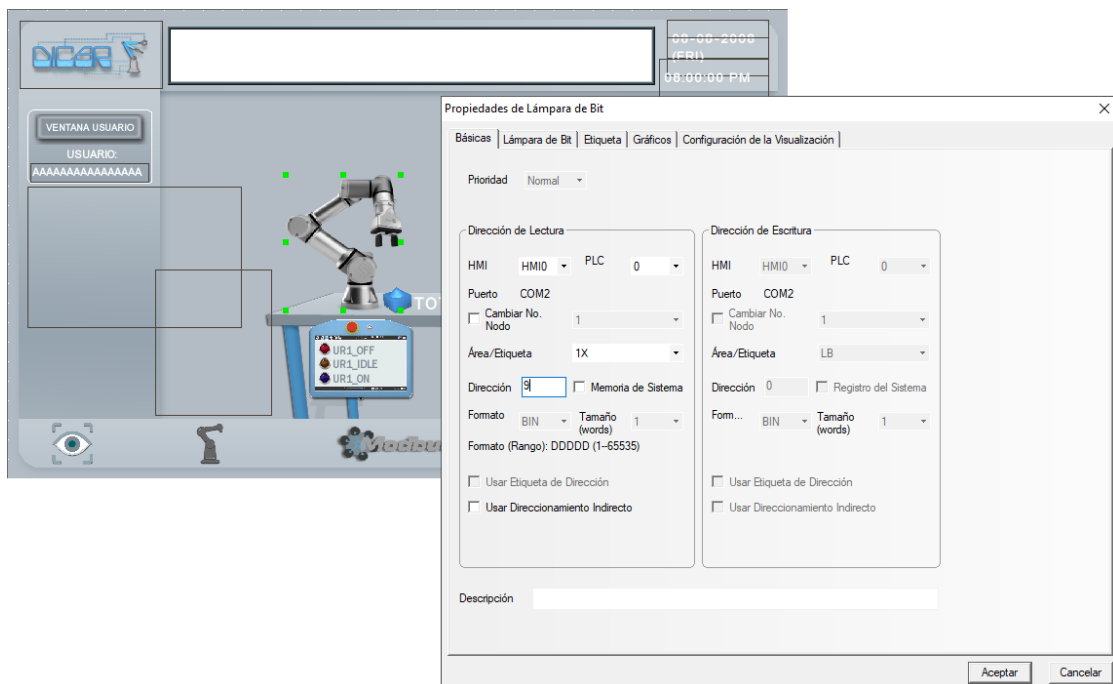 DICAR
08-08-2008
(FRI)
08:00:00 PM
VENTANA USUARIO
USUARIO:
AAAAAAAAAAAAAAAA
TO
UR1_OFF
UR1_IDLE
UR1_ON
Modbu
Propiedades de Lámpara de Bit
Básicas Lámpara de Bit Etiqueta Gráficos Configuración de la Visualización
Prioridad Normal
Dirección de Lectura
HMI HMI0 PLC 0
Puerto COM2
Cambiar No. Nodo 1
Área/Etiqueta 1X
Dirección 9 Memoria de Sistema
Formato BIN Tamaño (words) 1
Formato (Rango): DDDDD (1~65535)
Usar Etiqueta de Dirección
Usar Direccionamiento Indirecto
Dirección de Escritura
HMI HMI0 PLC 0
Puerto COM2
Cambiar No. Nodo 1
Área/Etiqueta LB
Dirección 0 Registro del Sistema
Form... BIN Tamaño (words) 1
Usar Etiqueta de Dirección
Usar Direccionamiento Indirecto
Descripción
Aceptar Cancelar